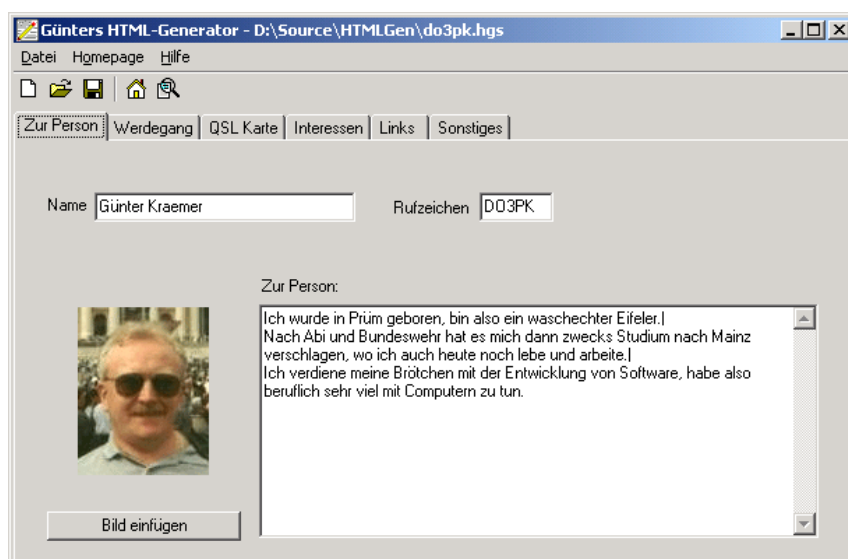 Günters HTML-Generator - D:\Source\HTMLGen\do3pk.hgs
Datei Homepage Hilfe
Zur Person Werdegang QSL Karte Interessen Links Sonstiges
Name Günter Kraemer Rufzeichen DO3PK
Zur Person:
Ich wurde in Prüm geboren, bin also ein waschechter Eifeler.|
Nach Abi und Bundeswehr hat es mich dann zwecks Studium nach Mainz
verschlagen, wo ich auch heute noch lebe und arbeite.|
Ich verdiene meine Brötchen mit der Entwicklung von Software, habe also
beruflich sehr viel mit Computern zu tun.
Bild einfügen